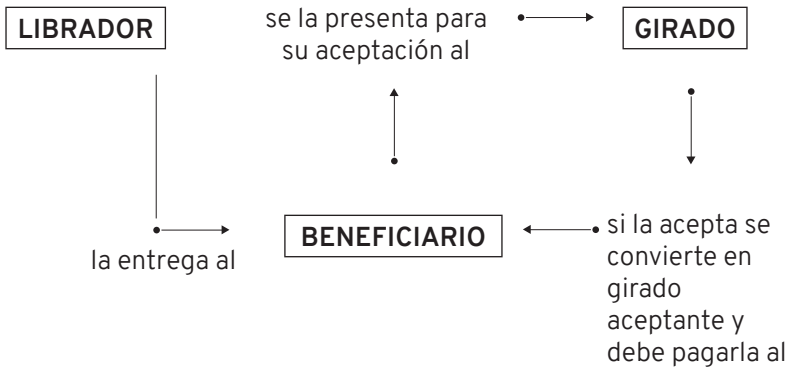 LIBRADOR
se la presenta para
su aceptación al
GIRADO
la entrega al
BENEFICIARIO
si la acepta se
convierte en
girado
aceptante y
debe pagarla al